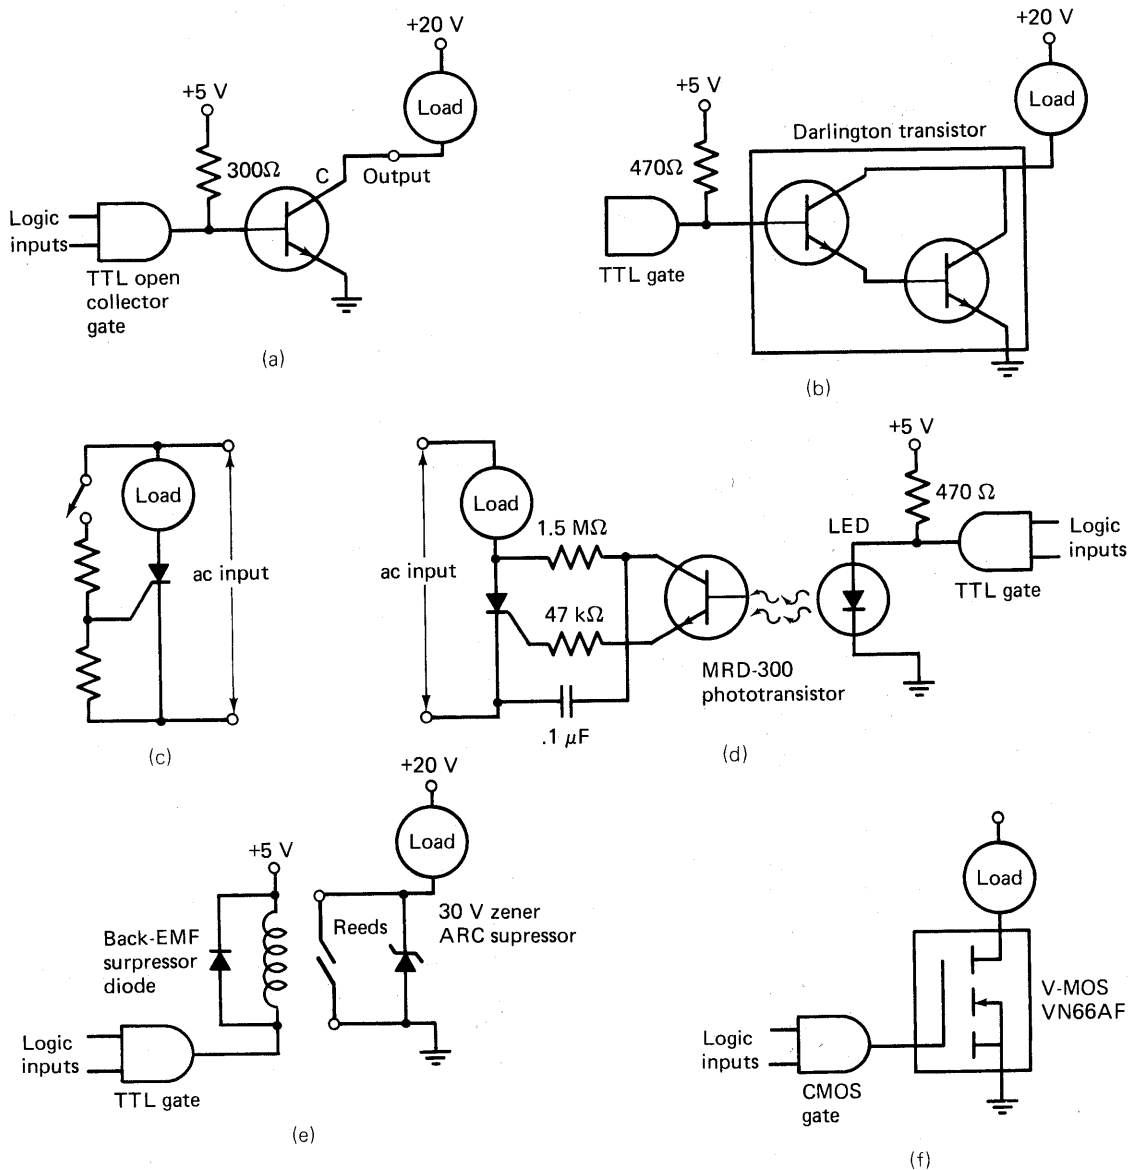 +20 V
Load
+5 V
300Ω
C
Output
Logic
inputs
TTL open
collector
gate
(a)
+20 V
Load
+5 V
Darlington transistor
470Ω
TTL gate
(b)
Load
ac input
(c)
ac input
Load
1.5 MΩ
47 kΩ
.1 μF
MRD-300
phototransistor
LED
+5 V
470 Ω
Logic
inputs
TTL gate
(d)
+20 V
Load
+5 V
Back-EMF
surpressor
diode
Reeds
30 V zener
ARC supressor
Logic
inputs
TTL gate
(e)
Load
V-MOS
VN66AF
Logic
inputs
CMOS
gate
(f)